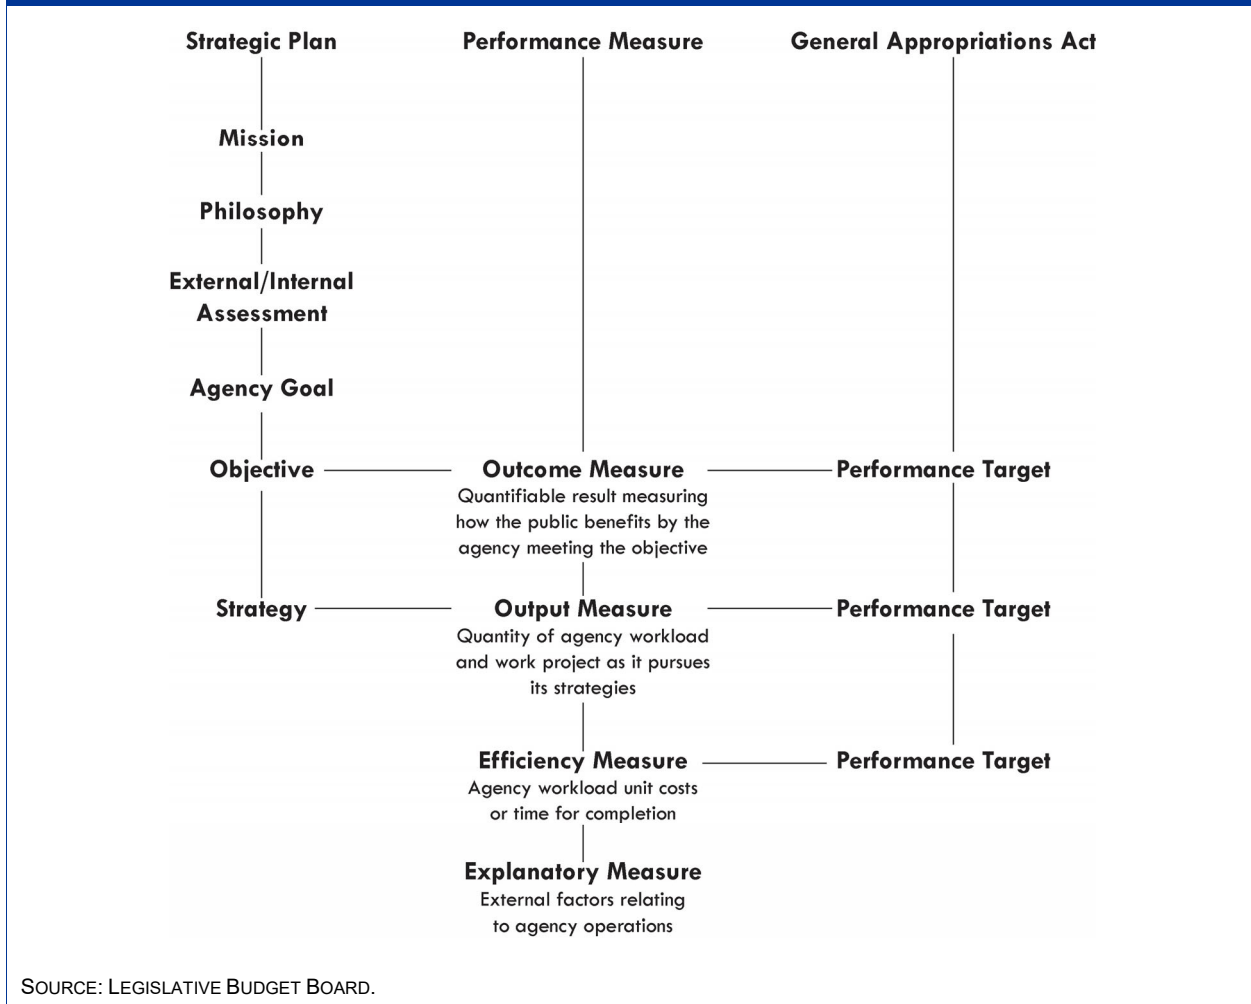 Strategic Plan
Performance Measure
General Appropriations Act
Mission
Philosophy
External/Internal
Assessment
Agency Goal
Objective
Outcome Measure
Performance Target
Quantifiable result measuring
how the public benefits by the
agency meeting the objective
Strategy
Output Measure
Performance Target
Quantity of agency workload
and work project as it pursues
its strategies
Efficiency Measure
Performance Target
Agency workload unit costs
or time for completion
Explanatory Measure
External factors relating
to agency operations
SOURCE: LEGISLATIVE BUDGET BOARD.